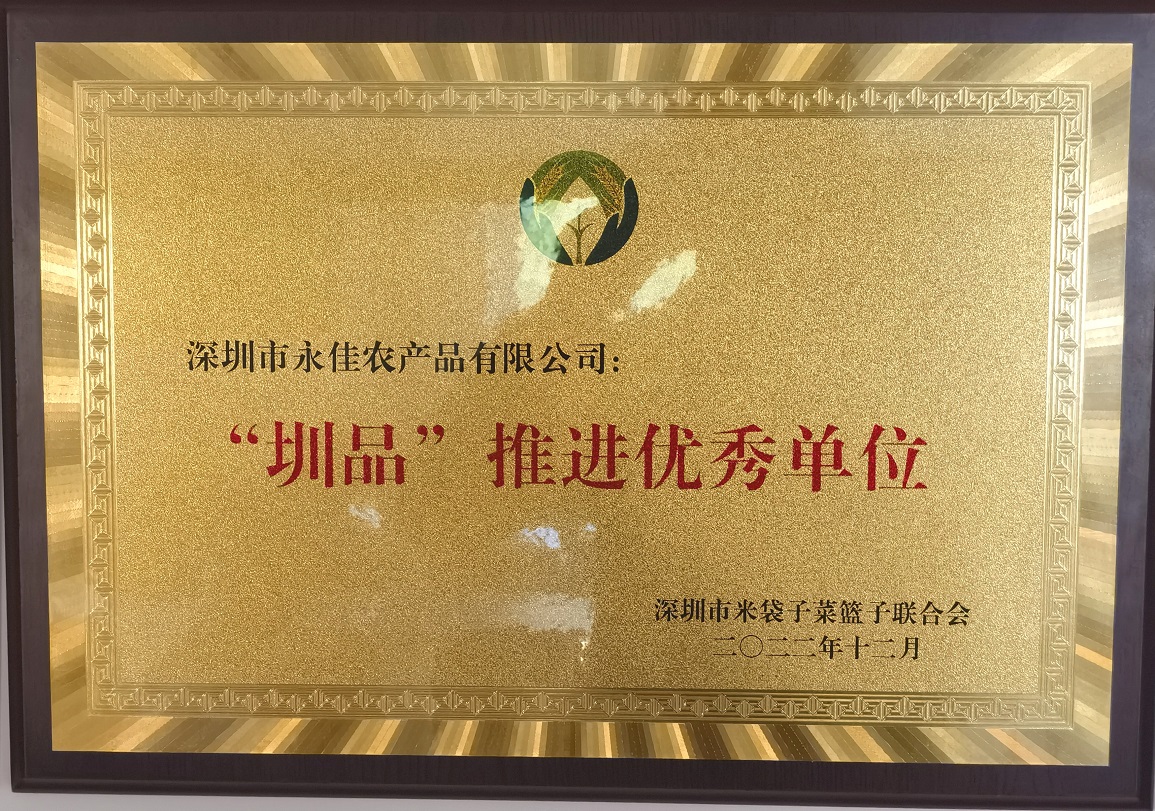 深圳市永佳农产品有限公司：
“圳品”推进优秀单位
深圳市米袋子菜篮子联合会
二〇二二年十二月